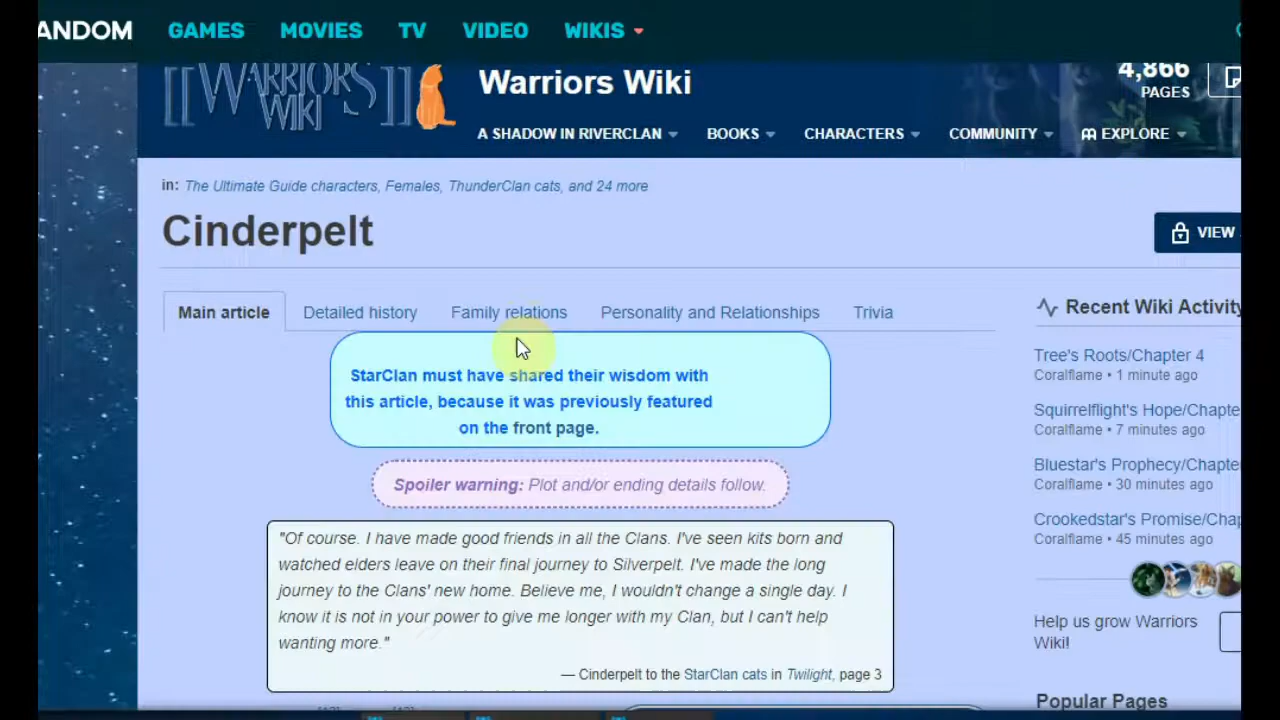 ANDOM GAMES MOVIES TV VIDEO WIKIS
[[WARRIORS WIKI]]
Warriors Wiki
4,866
PAGES
A SHADOW IN RIVERCLAN BOOKS CHARACTERS COMMUNITY EXPLORE
in: The Ultimate Guide characters, Females, ThunderClan cats, and 24 more
Cinderpelt
VIEW
Main article Detailed history Family relations Personality and Relationships Trivia
StarClan must have shared their wisdom with
this article, because it was previously featured
on the front page.
Spoiler warning: Plot and/or ending details follow.
"Of course. I have made good friends in all the Clans. I've seen kits born and
watched elders leave on their final journey to Silverpelt. I've made the long
journey to the Clans' new home. Believe me, I wouldn't change a single day. I
know it is not in your power to give me longer with my Clan, but I can't help
wanting more."
— Cinderpelt to the StarClan cats in Twilight, page 3
Recent Wiki Activity
Tree's Roots/Chapter 4
Coralflame • 1 minute ago
Squirrelflight's Hope/Chapte
Coralflame • 7 minutes ago
Bluestar's Prophecy/Chapte
Coralflame • 30 minutes ago
Crookedstar's Promise/Chap
Coralflame • 45 minutes ago
Help us grow Warriors
Wiki!
Popular Pages